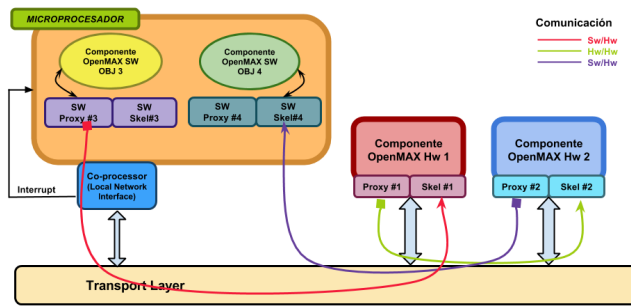 MICROPROCESADOR
Componente
OpenMAX SW
OBJ 3
Componente
OpenMAX SW
OBJ 4
SW
Proxy #3
SW
Skel#3
SW
Proxy #4
SW
Skel#4
Comunicación
Sw/Hw
Hw/Hw
Sw/Hw
Componente
OpenMAX Hw 1
Proxy #1
Skel #1
Componente
OpenMAX Hw 2
Proxy #2
Skel #2
Interrupt
Co-processor
(Local Network
Interface)
Transport Layer